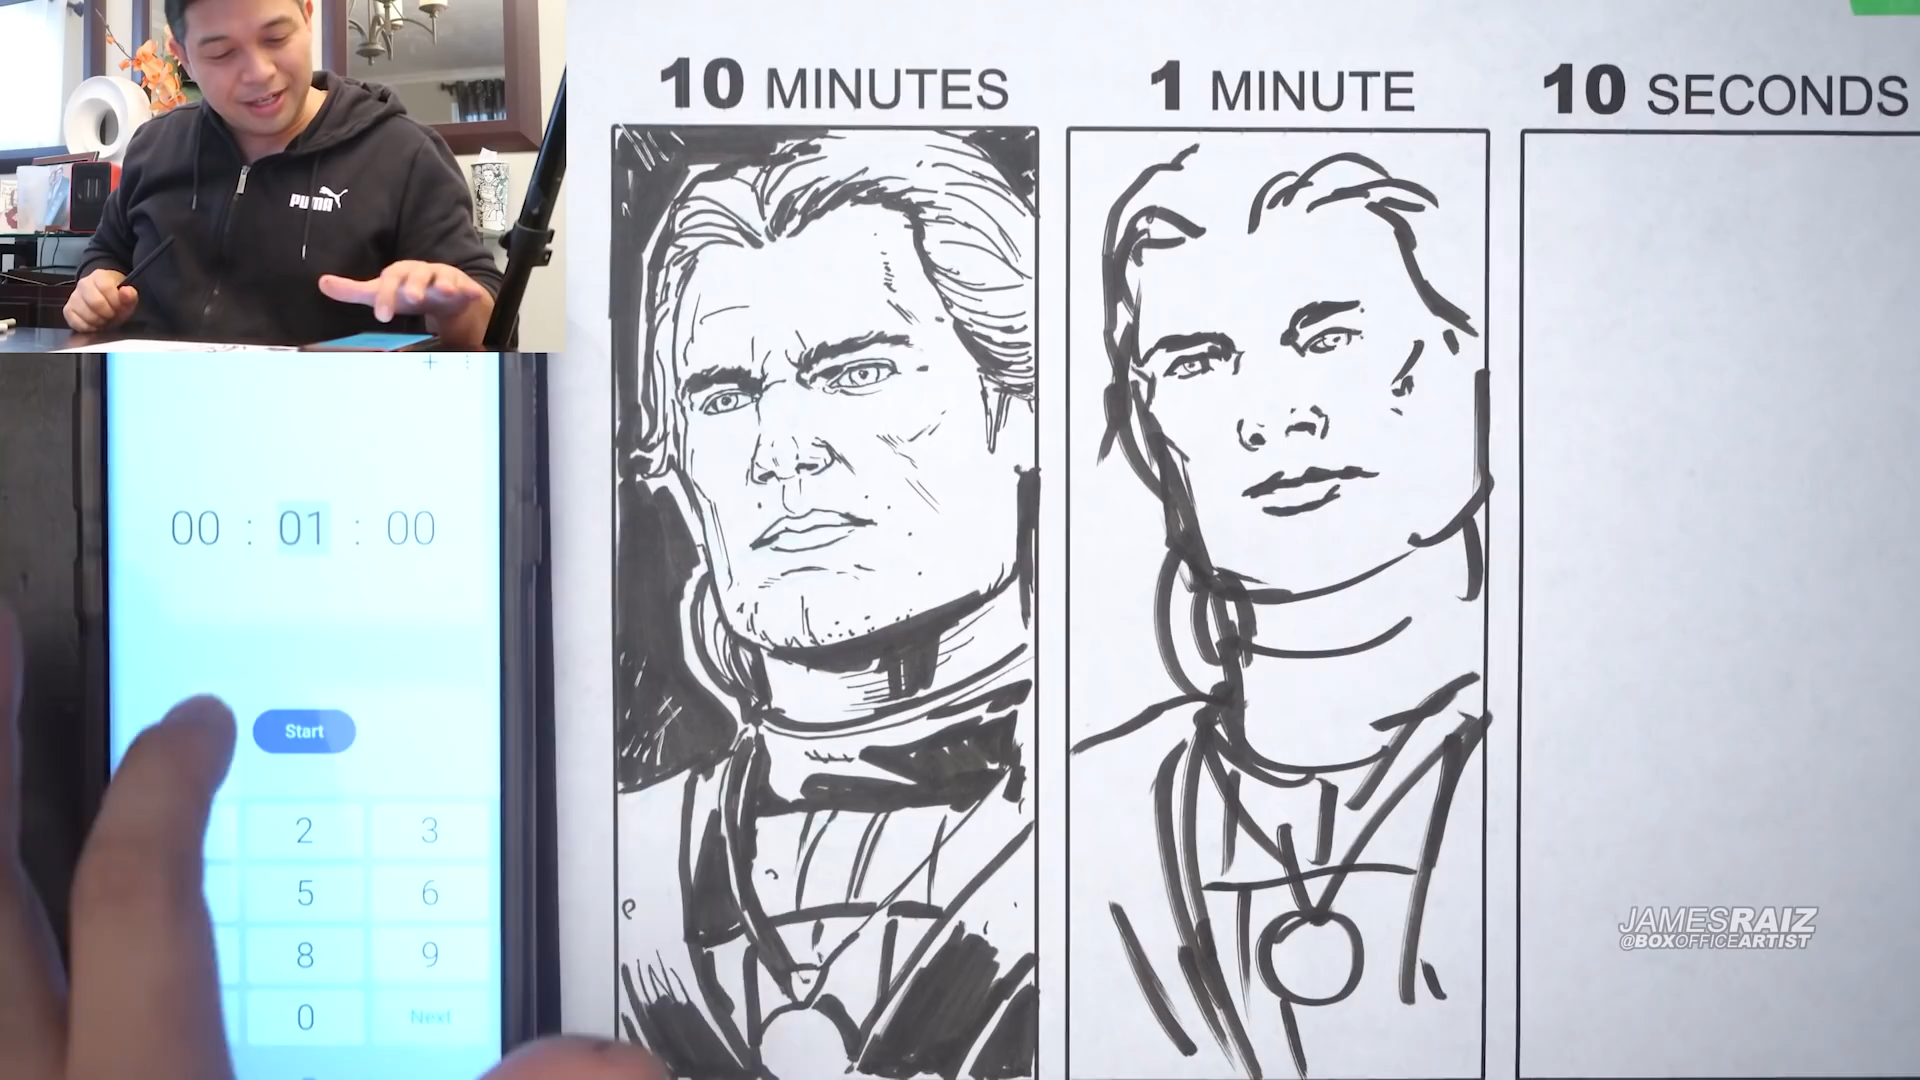 10 MINUTES
1 MINUTE
10 SECONDS
PUMA
00 : 01 : 00
Start
2 3
5 6
8 9
0 Next
JAMESRAIZ
@BOXOFFICEARTIST